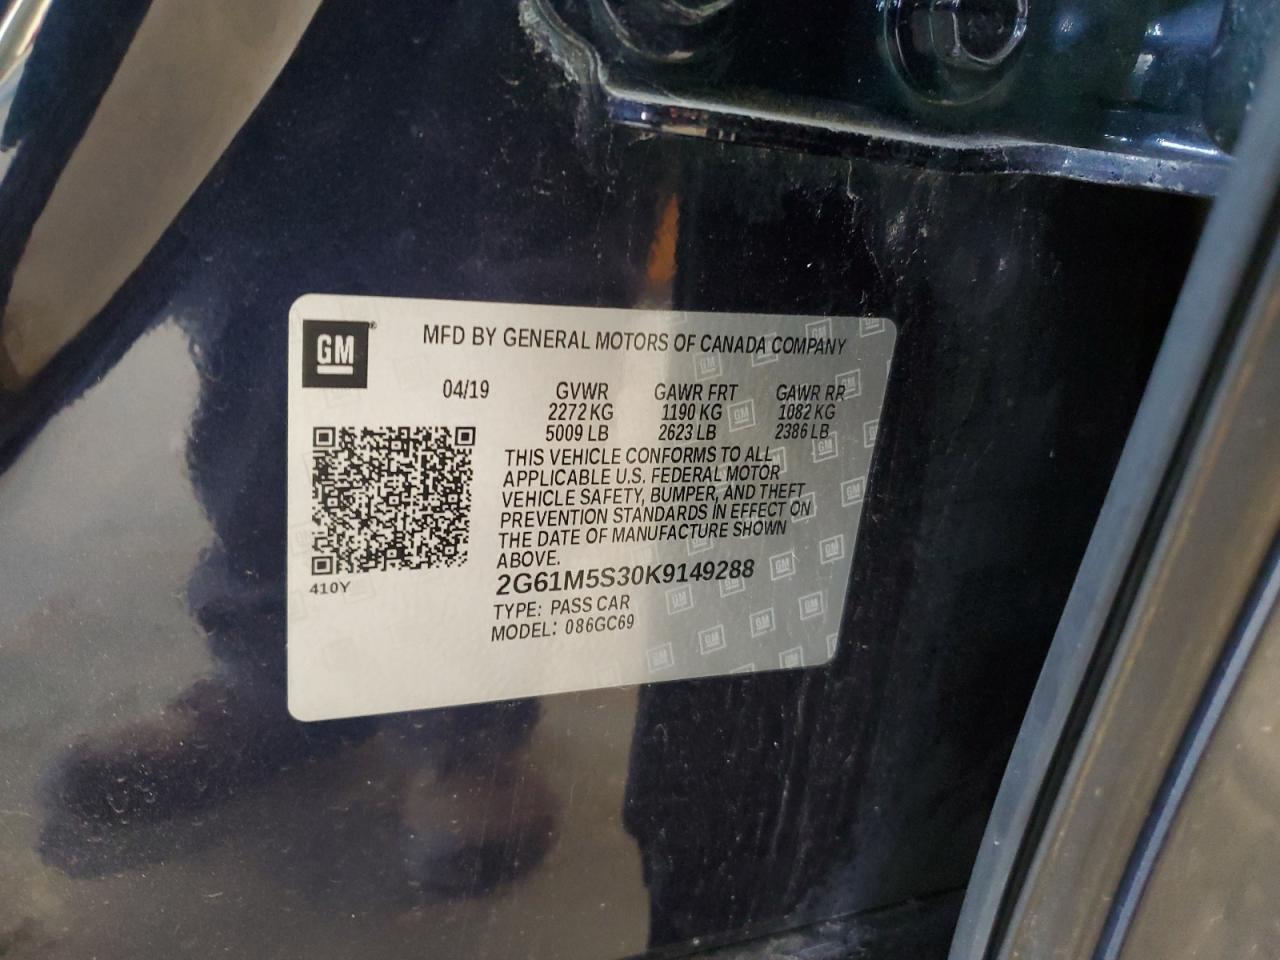 GM®
MFD BY GENERAL MOTORS OF CANADA COMPANY
04/19 GVWR GAWR FRT GAWR RR
2272 KG 1190 KG 1082 KG
5009 LB 2623 LB 2386 LB
THIS VEHICLE CONFORMS TO ALL
APPLICABLE U.S. FEDERAL MOTOR
VEHICLE SAFETY, BUMPER, AND THEFT
PREVENTION STANDARDS IN EFFECT ON
THE DATE OF MANUFACTURE SHOWN
ABOVE.
2G61M5S30K9149288
410Y
TYPE: PASS CAR
MODEL: 086GC69